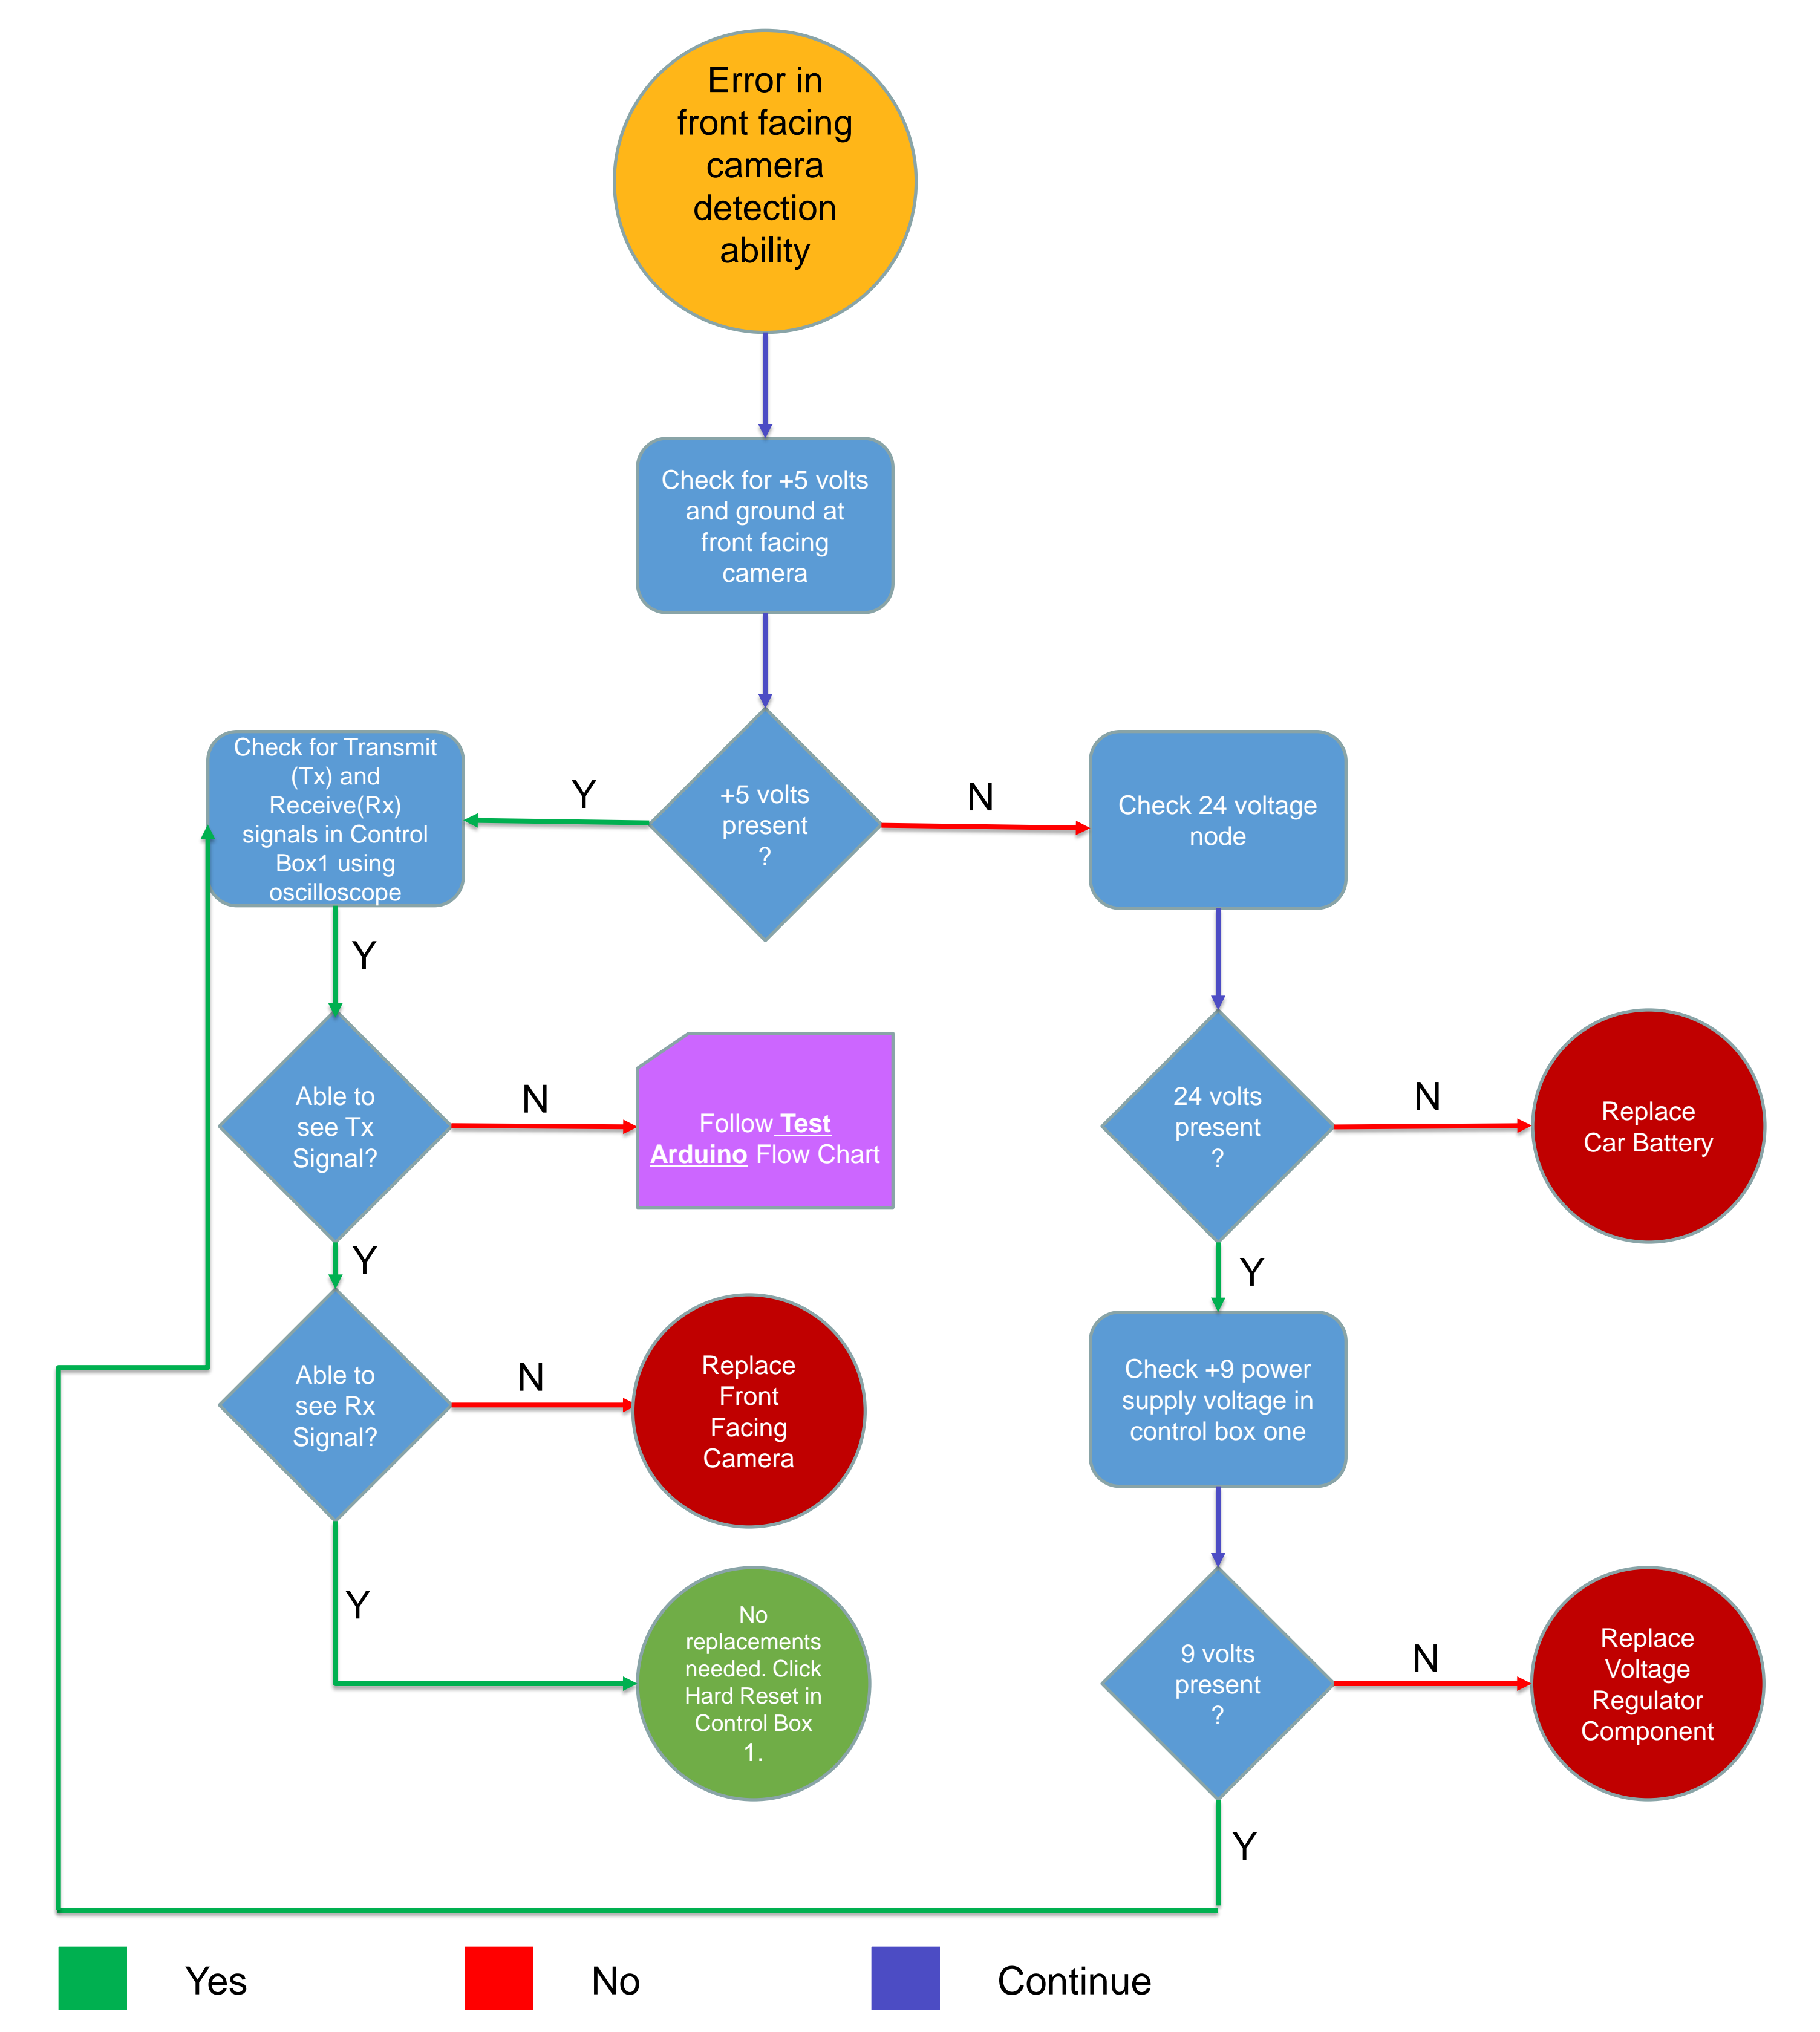 Error in
front facing
camera
detection
ability
Check for +5 volts
and ground at
front facing
camera
Check for Transmit
(Tx) and
Receive(Rx)
signals in Control
Box1 using
oscilloscope
Y
+5 volts
present
?
N
Check 24 voltage
node
Y
Able to
see Tx
Signal?
N
Follow Test
Arduino Flow Chart
24 volts
present
?
N
Replace
Car Battery
Y
Y
Able to
see Rx
Signal?
N
Replace
Front
Facing
Camera
Check +9 power
supply voltage in
control box one
Y
No
replacements
needed. Click
Hard Reset in
Control Box
1.
9 volts
present
?
N
Replace
Voltage
Regulator
Component
Y
Yes
No
Continue